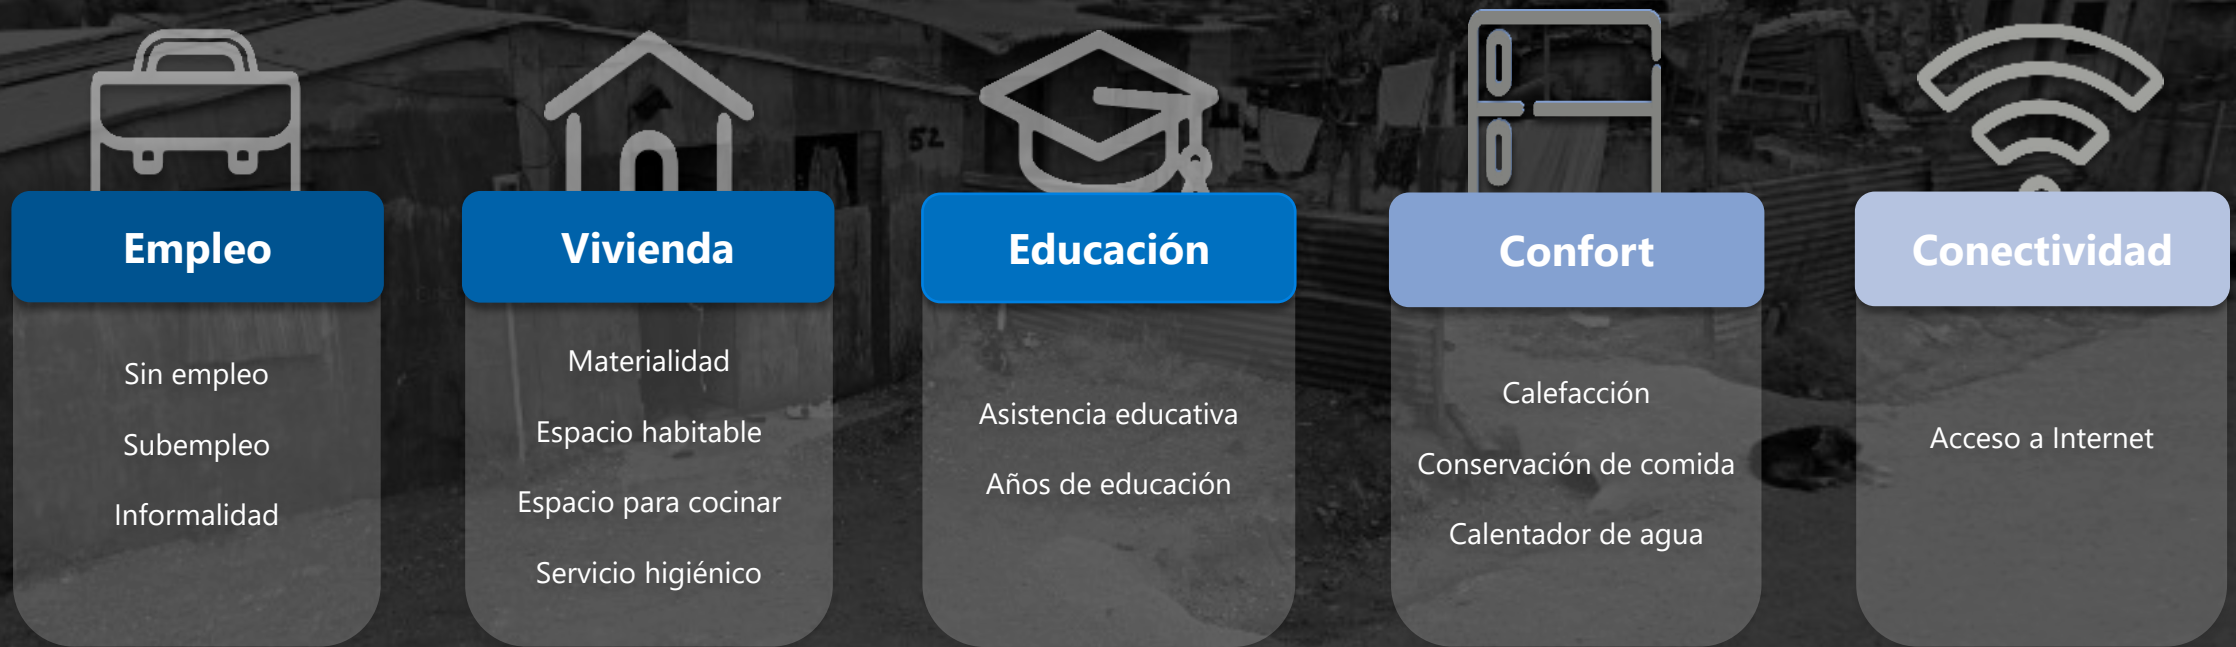 52
Empleo
Sin empleo
Subempleo
Informalidad
Vivienda
Materialidad
Espacio habitable
Espacio para cocinar
Servicio higiénico
Educación
Asistencia educativa
Años de educación
Confort
Calefacción
Conservación de comida
Calentador de agua
Conectividad
Acceso a Internet